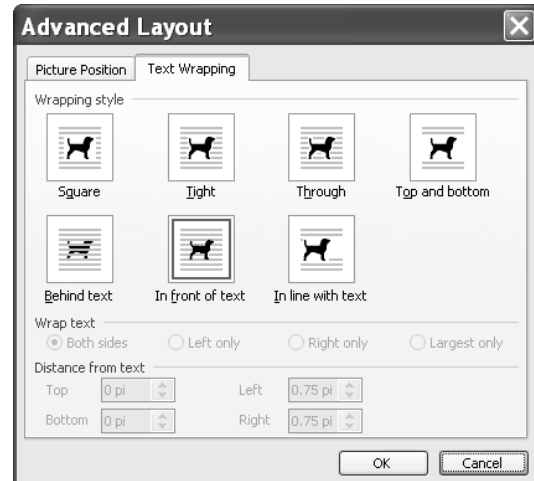 Advanced Layout
Picture Position Text Wrapping
Wrapping style
Square Tight Through Top and bottom
Behind text In front of text In line with text
Wrap text
Both sides Left only Right only Largest only
Distance from text
Top 0 pi Left 0.75 pi
Bottom 0 pi Right 0.75 pi
OK Cancel